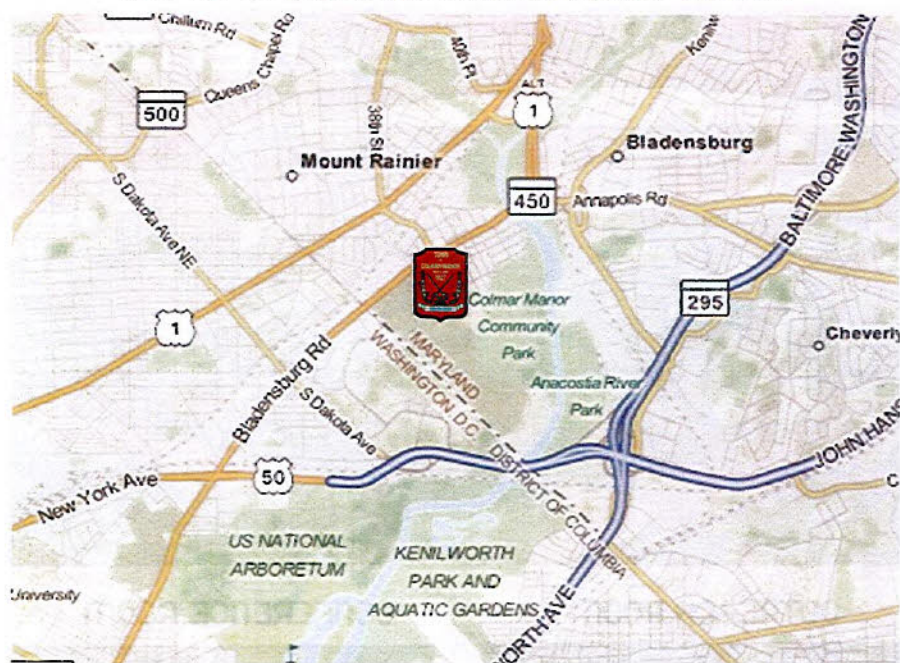 Chillum Rd
Queens Chapel Rd
500
40th Pl
38th St
ALT
1
Kenilw
BALTIMORE WASHINGTON
Mount Rainier
Bladensburg
450
Annapolis Rd
S Dakota Ave NE
TOWN
Colmar Manor
Community
Park
295
1
Cheverly
MARYLAND
WASHINGTON D.C.
Anacostia River
Park
Bladensburg Rd
S Dakota Ave
DISTRICT OF COLUMBIA
JOHN HANS
50
New York Ave
C
US NATIONAL
ARBORETUM
KENILWORTH
PARK AND
AQUATIC GARDENS
University
WORTH AVE